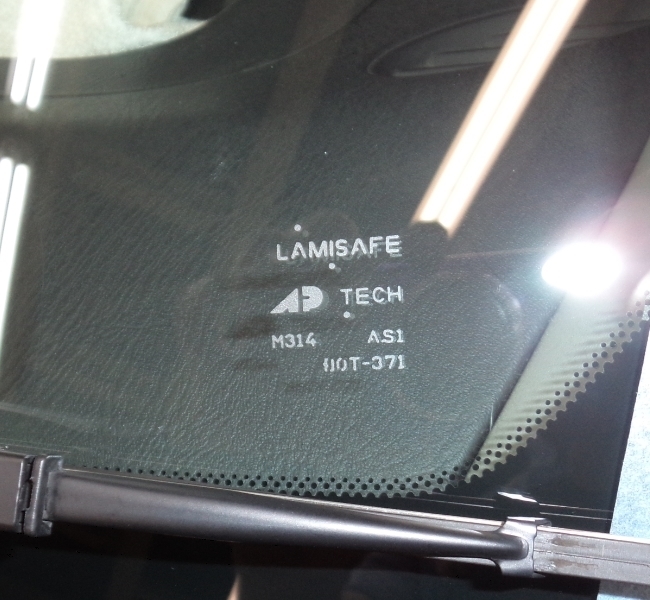 LAMISAFE
AP TECH
M314 AS1
DOT-371